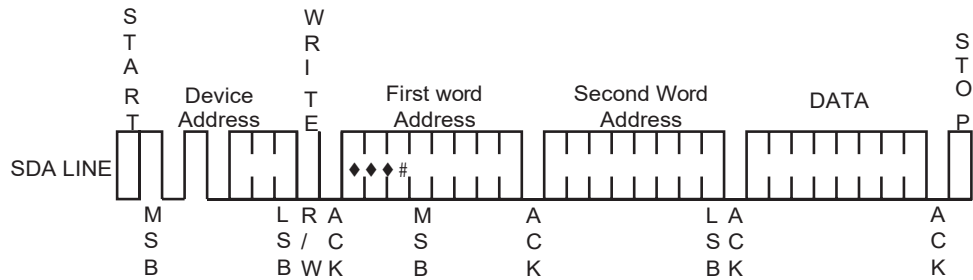 START
WRITE
STOP
Device
Address
First word
Address
Second Word
Address
DATA
SDA LINE
♦ ♦ ♦ #
MSB
LSB
R/W
ACK
MSB
ACK
LSB
ACK
ACK